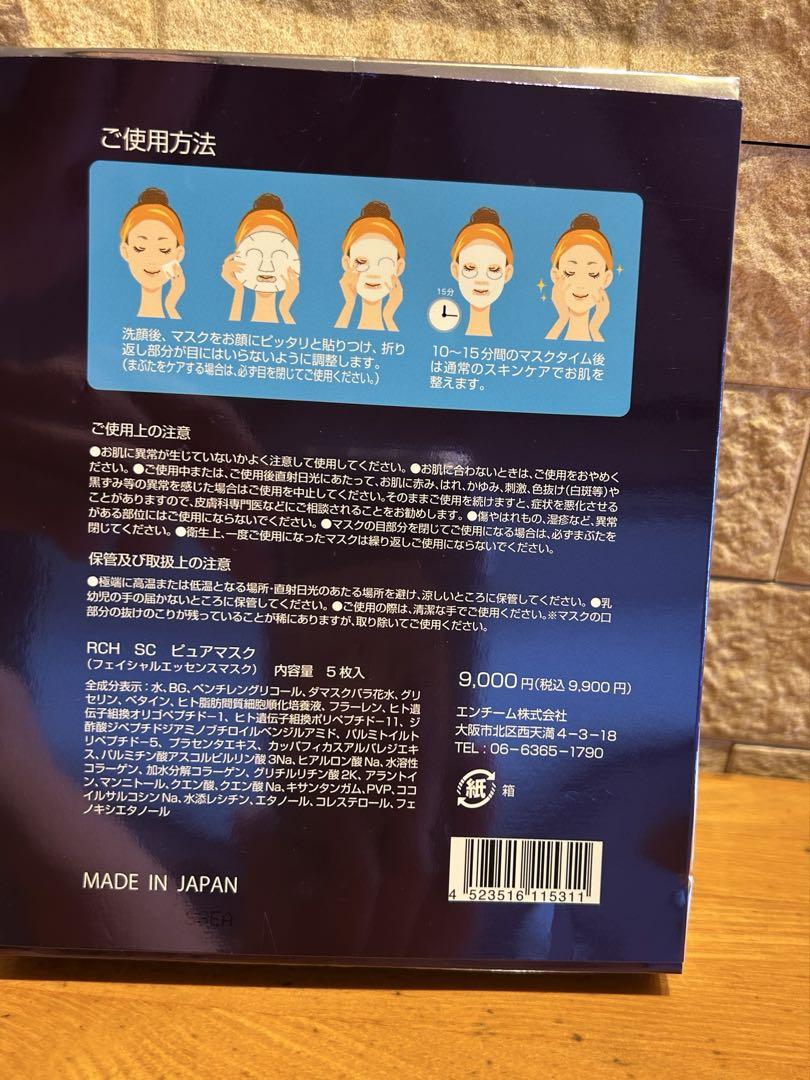 ご使用方法
15分
洗顔後、マスクをお顔にピッタリと貼りつけ、折り
返し部分が目にはいらないように調整します。
(まぶたをケアする場合は、必ず目を閉じてご使用ください。)
10〜15分間のマスクタイム後
は通常のスキンケアでお肌を
整えます。
ご使用上の注意
●お肌に異常が生じていないかよく注意して使用してください。●お肌に合わないときは、ご使用をおやめく
ださい。●ご使用中または、ご使用後直射日光にあたって、お肌に赤み、はれ、かゆみ、刺激、色抜け(白斑等)や
黒ずみ等の異常を感じた場合はご使用を中止してください。そのままご使用を続けますと、症状を悪化させる
ことがありますので、皮膚科専門医などにご相談されることをお勧めします。●傷やはれもの、湿疹など、異常
がある部位にはご使用にならないでください。●マスクの目部分を閉じてご使用になる場合は、必ずまぶたを
閉じてください。●衛生上、一度ご使用になったマスクは繰り返しご使用にならないでください。
保管及び取扱上の注意
●極端に高温または低温となる場所・直射日光のあたる場所を避け、涼しいところに保管してください。●乳
幼児の手の届かないところに保管してください。●ご使用の際は、清潔な手でご使用ください。※マスクの口
部分の抜けのこりが残っていることが稀にありますが、取り除いてご使用ください。
RCH SC ピュアマスク
(フェイシャルエッセンスマスク) 内容量 5枚入
全成分表示：水、BG、ペンチレングリコール、ダマスクバラ花水、グリ
セリン、ベタイン、ヒト脂肪間質細胞順化培養液、フラーレン、ヒト遺
伝子組換オリゴペプチド-1、ヒト遺伝子組換ポリペプチド-11、ジ
酢酸ジペプチドジアミノブチロイルベンジルアミド、パルミトイルト
リペプチド-5、プラセンタエキス、カッパフィカスアルバレジエキ
ス、パルミチン酸アスコルビルリン酸3Na、ヒアルロン酸Na、水溶性
コラーゲン、加水分解コラーゲン、グリチルリチン酸2K、アラントイ
ン、マンニトール、クエン酸、クエン酸Na、キサンタンガム、PVP、ココ
イルサルコシンNa、水添レシチン、エタノール、コレステロール、フェ
ノキシエタノール
9,000円(税込9,900円)
エンチーム株式会社
大阪市北区西天満4-3-18
TEL：06-6365-1790
紙 箱
MADE IN JAPAN
4 523516 115311